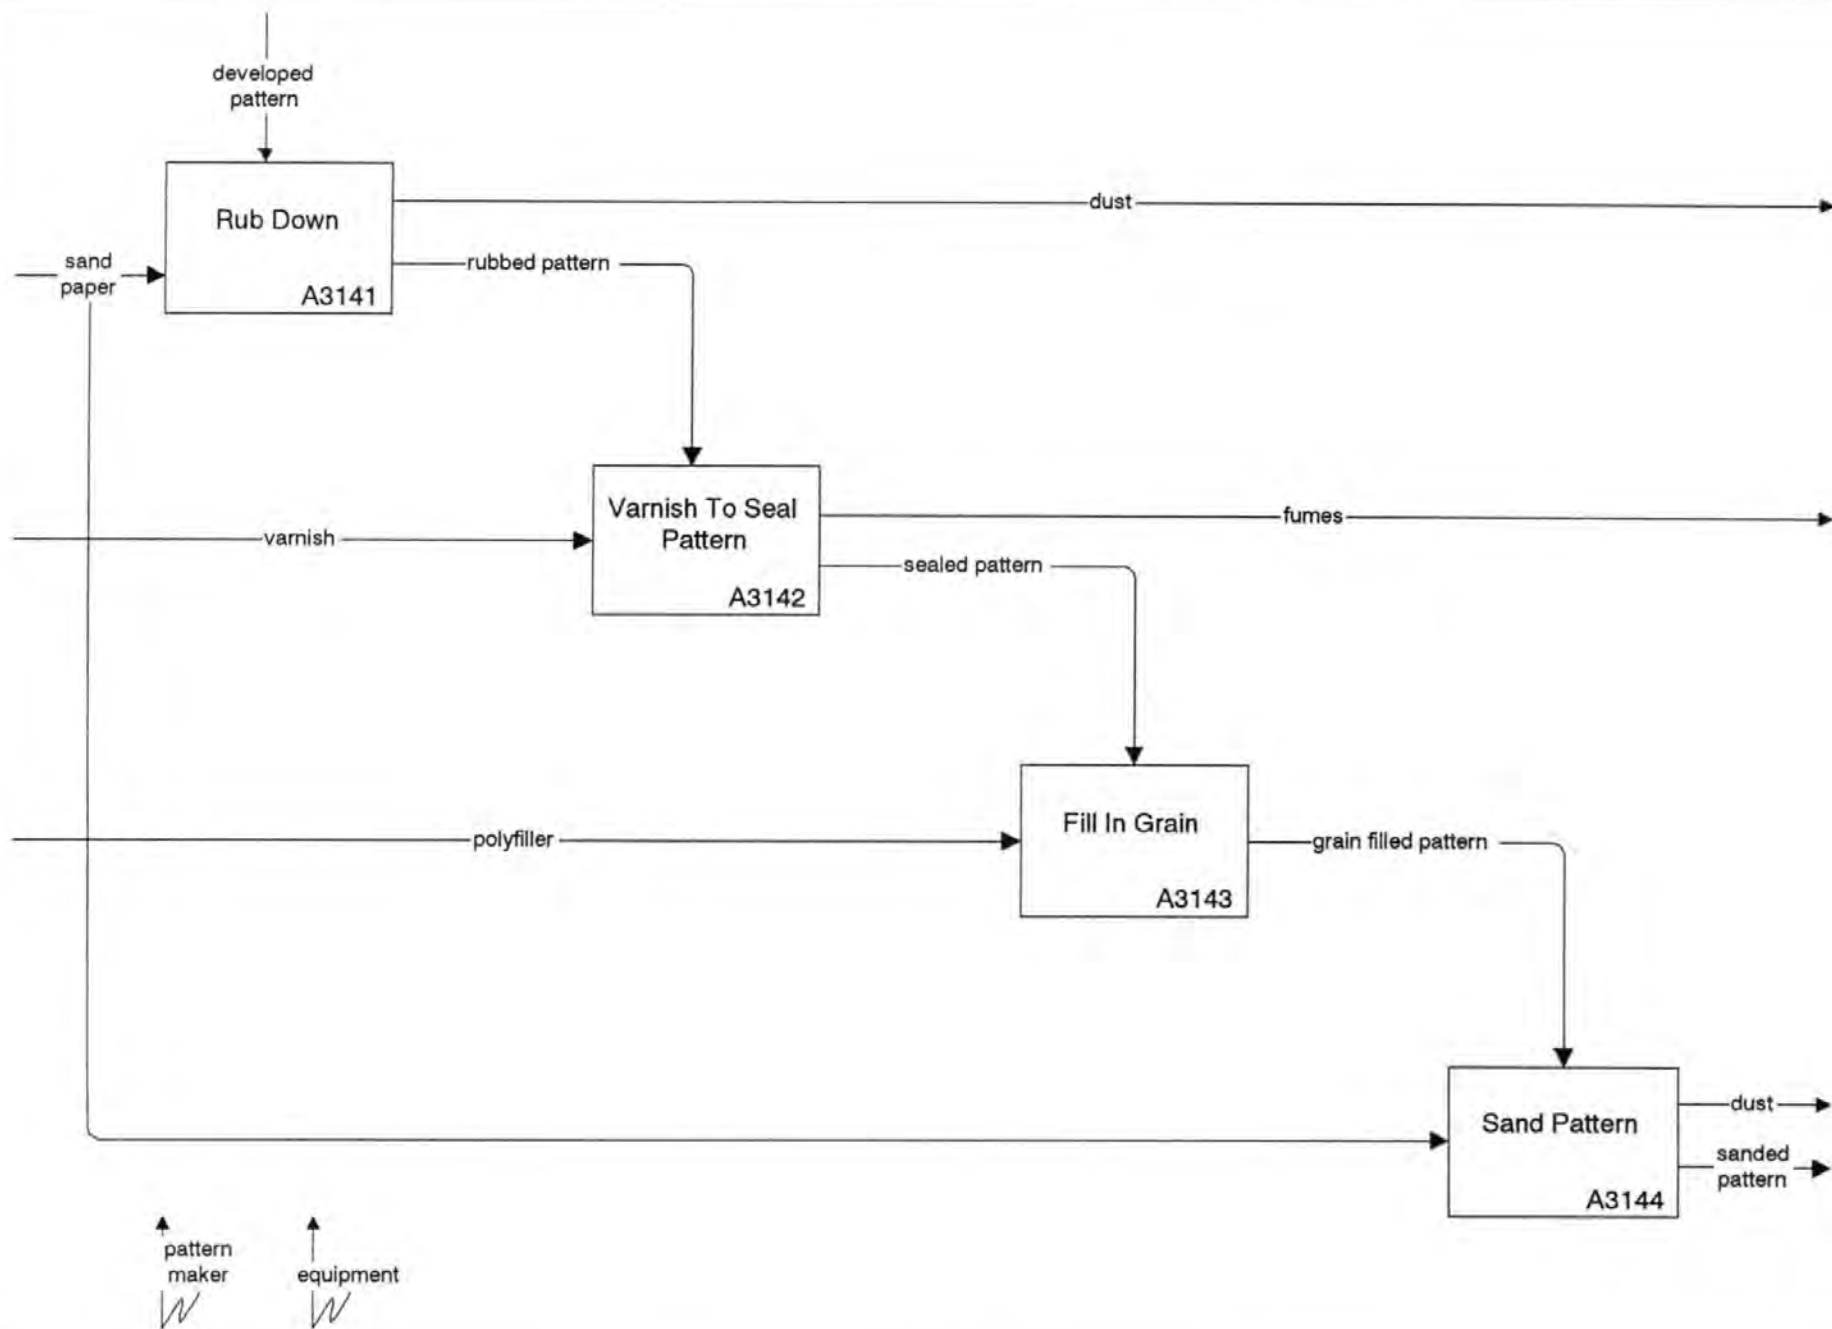 developed
pattern
Rub Down
A3141
dust
sand
paper
rubbed pattern
Varnish To Seal
Pattern
A3142
fumes
varnish
sealed pattern
Fill In Grain
A3143
polyfiller
grain filled pattern
Sand Pattern
A3144
dust
sanded
pattern
pattern
maker
equipment